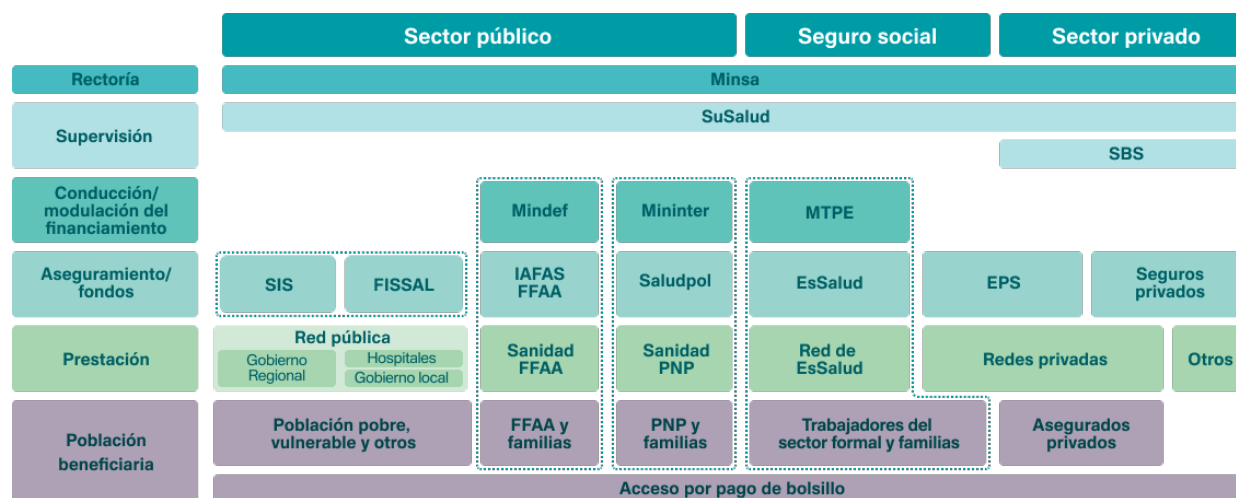 Sector público
Seguro social
Sector privado
Rectoría
Minsa
Supervisión
SuSalud
SBS
Conducción/
modulación del
financiamiento
Mindef
Mininter
MTPE
Aseguramiento/
fondos
SIS
FISSAL
IAFAS
FFAA
Saludpol
EsSalud
EPS
Seguros
privados
Prestación
Red pública
Gobierno
Regional
Hospitales
Gobierno local
Sanidad
FFAA
Sanidad
PNP
Red de
EsSalud
Redes privadas
Otros
Población
beneficiaria
Población pobre,
vulnerable y otros
FFAA y
familias
PNP y
familias
Trabajadores del
sector formal y familias
Asegurados
privados
Acceso por pago de bolsillo